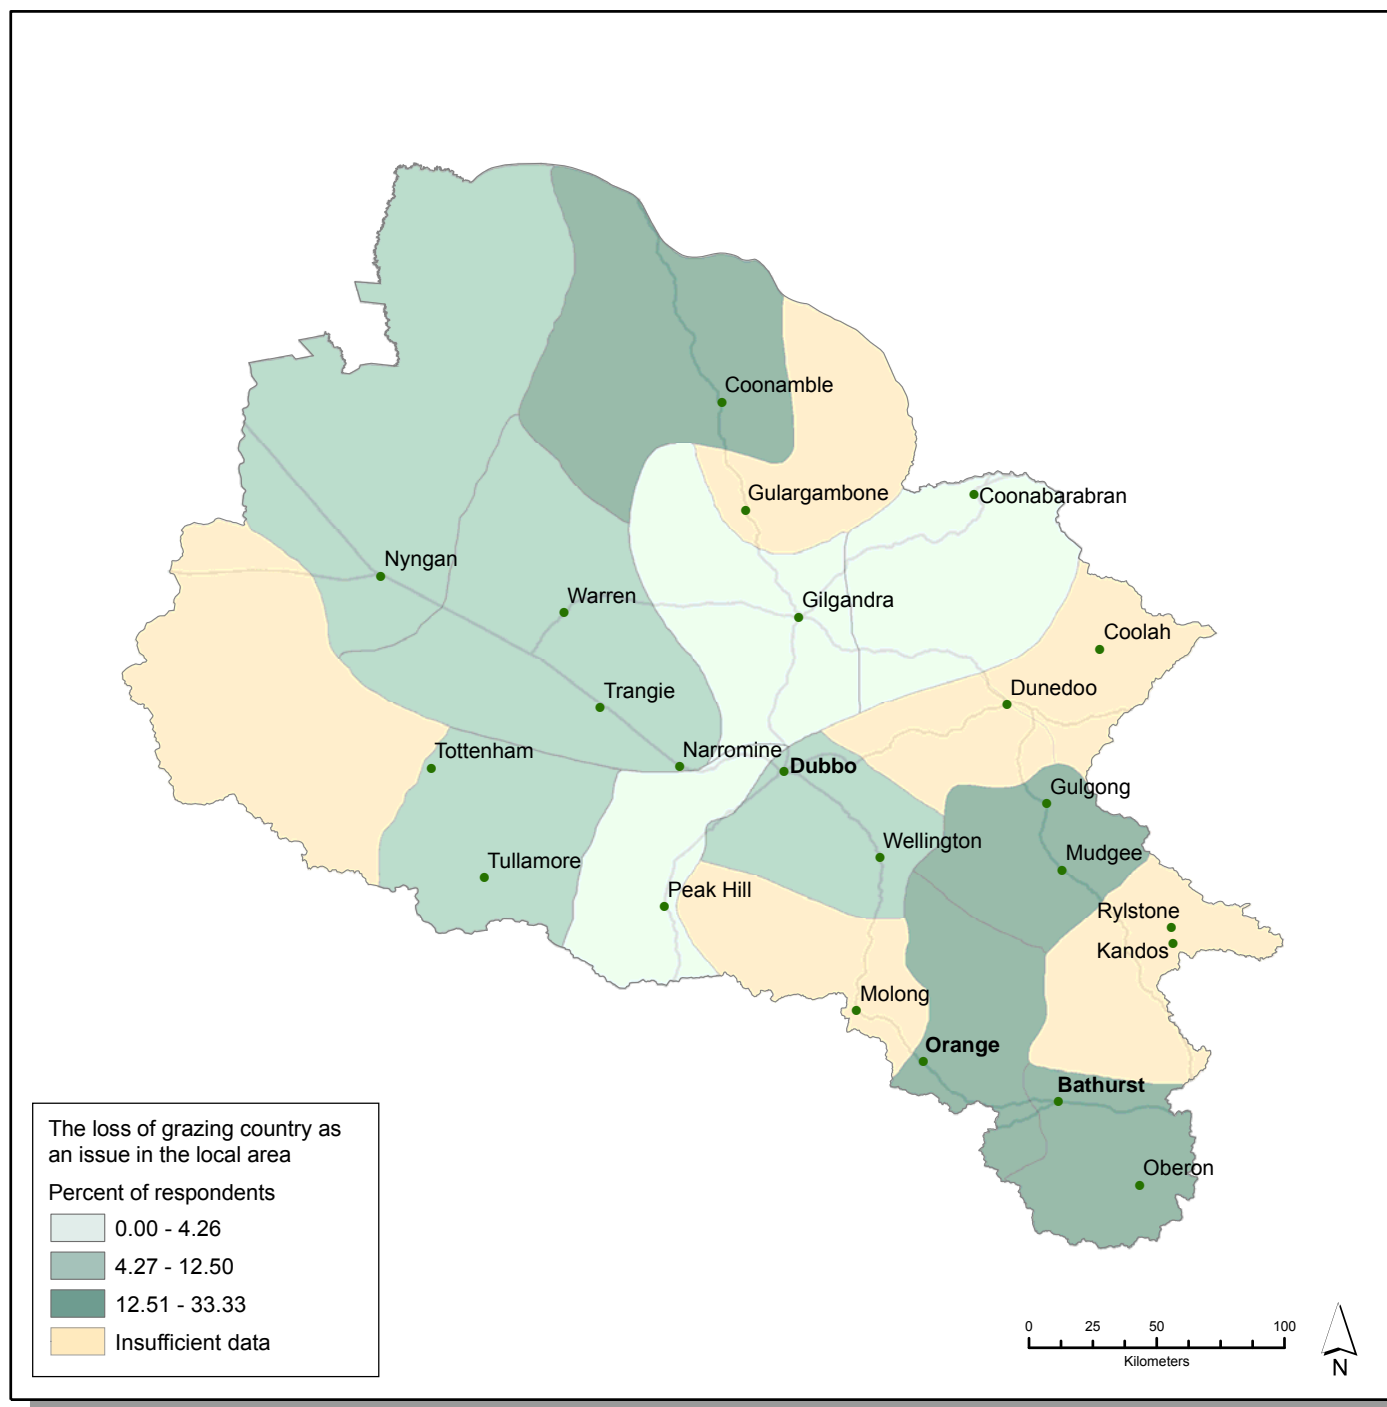 Coonamble
Gulargambone
Coonabarabran
Nyngan
Warren
Gilgandra
Coolah
Trangie
Dunedoo
Tottenham
Narromine
Dubbo
Gulgong
Wellington
Mudgee
Tullamore
Peak Hill
Rylstone
Kandos
Molong
Orange
Bathurst
Oberon
The loss of grazing country as
an issue in the local area
Percent of respondents
0.00 - 4.26
4.27 - 12.50
12.51 - 33.33
Insufficient data
0 25 50 100
Kilometers
N